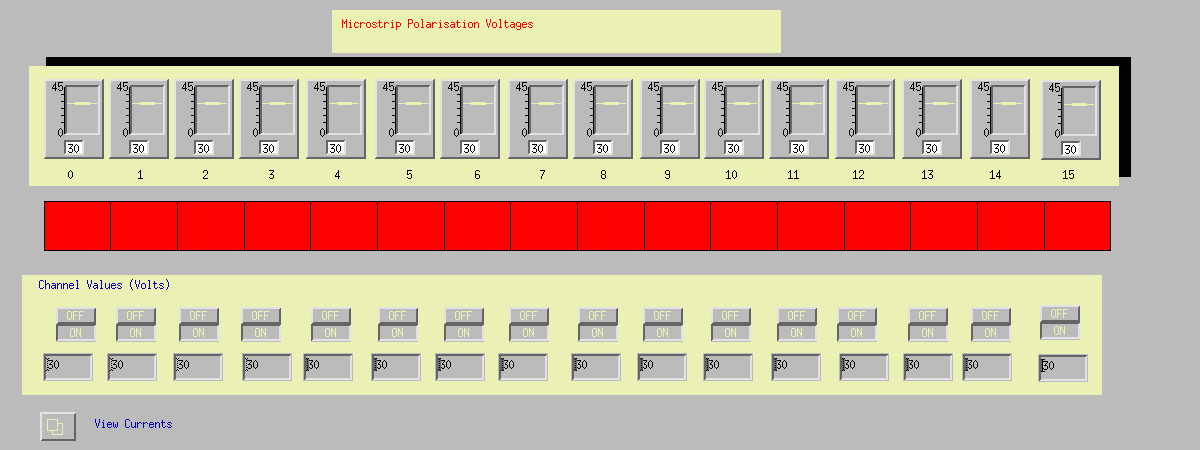 Microstrip Polarisation Voltages
45 45 45 45 45 45 45 45 45 45 45 45 45 45 45 45
0 0 0 0 0 0 0 0 0 0 0 0 0 0 0 0
30 30 30 30 30 30 30 30 30 30 30 30 30 30 30 30
0 1 2 3 4 5 6 7 8 9 10 11 12 13 14 15
Channel Values (Volts)
OFF OFF OFF OFF OFF OFF OFF OFF OFF OFF OFF OFF OFF OFF OFF OFF
ON ON ON ON ON ON ON ON ON ON ON ON ON ON ON ON
30 30 30 30 30 30 30 30 30 30 30 30 30 30 30 30
View Currents